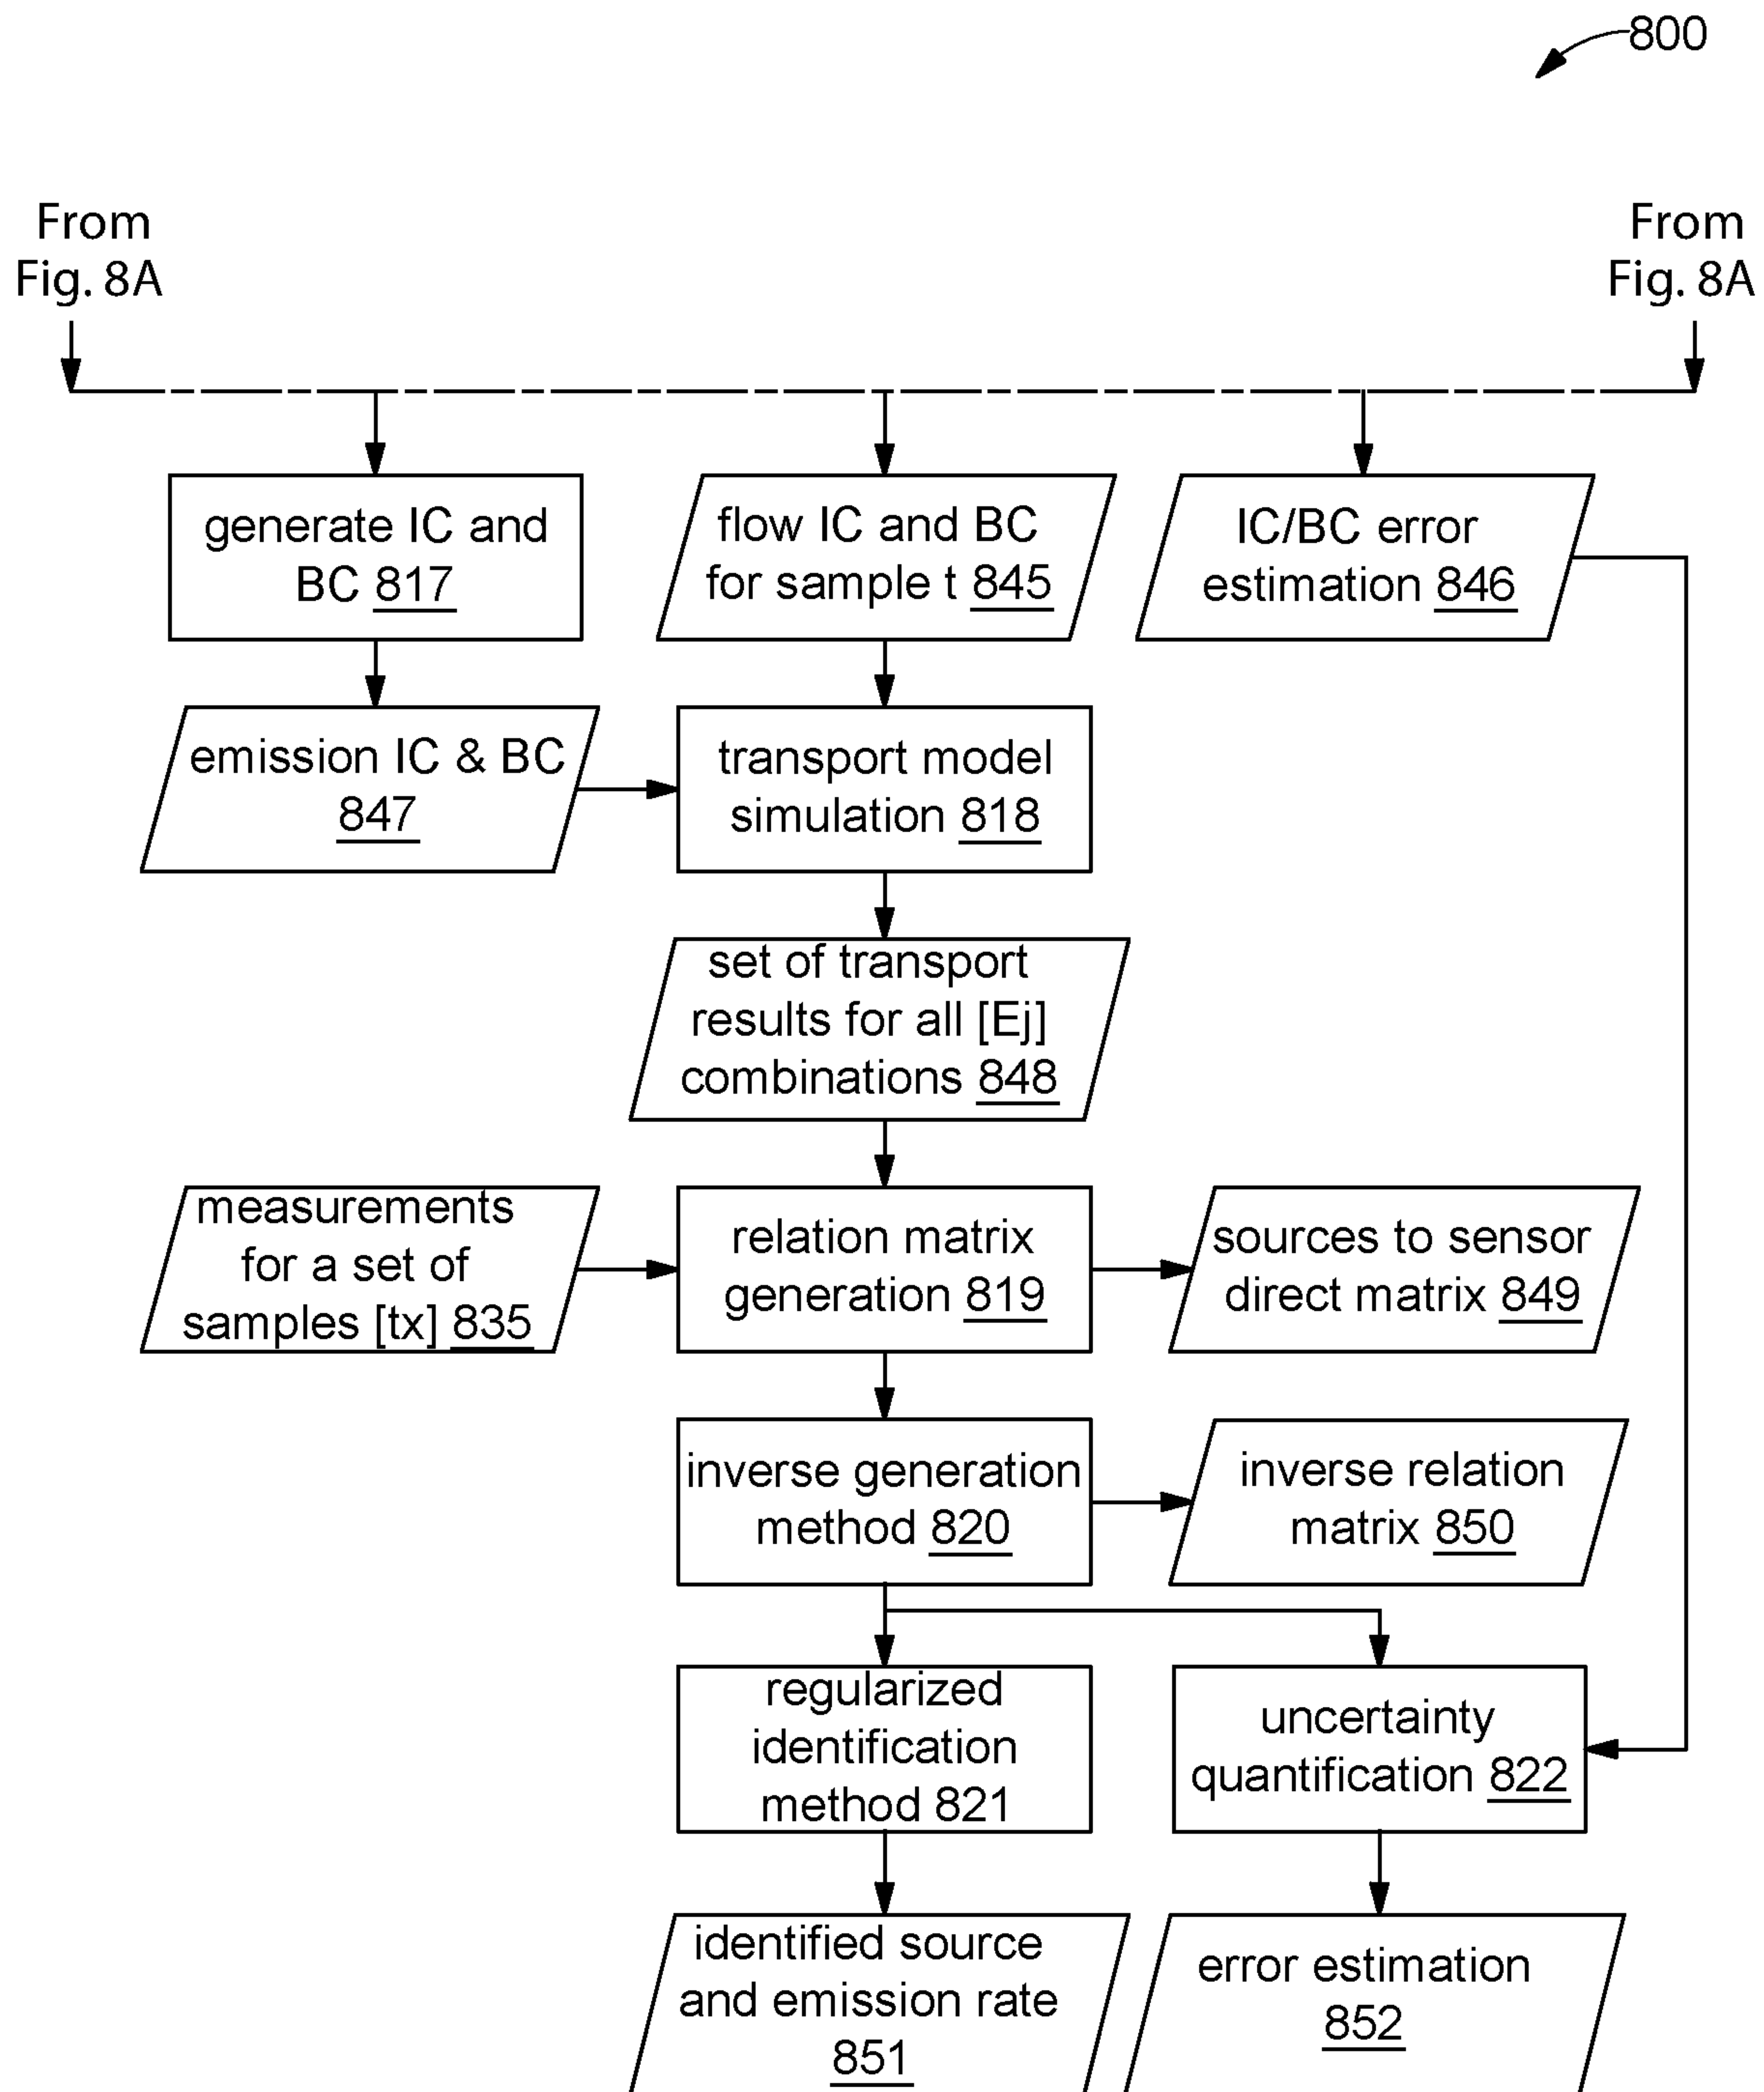 800
From
Fig. 8A
From
Fig. 8A
generate IC and
BC 817
flow IC and BC
for sample t 845
IC/BC error
estimation 846
emission IC & BC
847
transport model
simulation 818
set of transport
results for all [Ej]
combinations 848
measurements
for a set of
samples [tx] 835
relation matrix
generation 819
sources to sensor
direct matrix 849
inverse generation
method 820
inverse relation
matrix 850
regularized
identification
method 821
uncertainty
quantification 822
identified source
and emission rate
851
error estimation
852